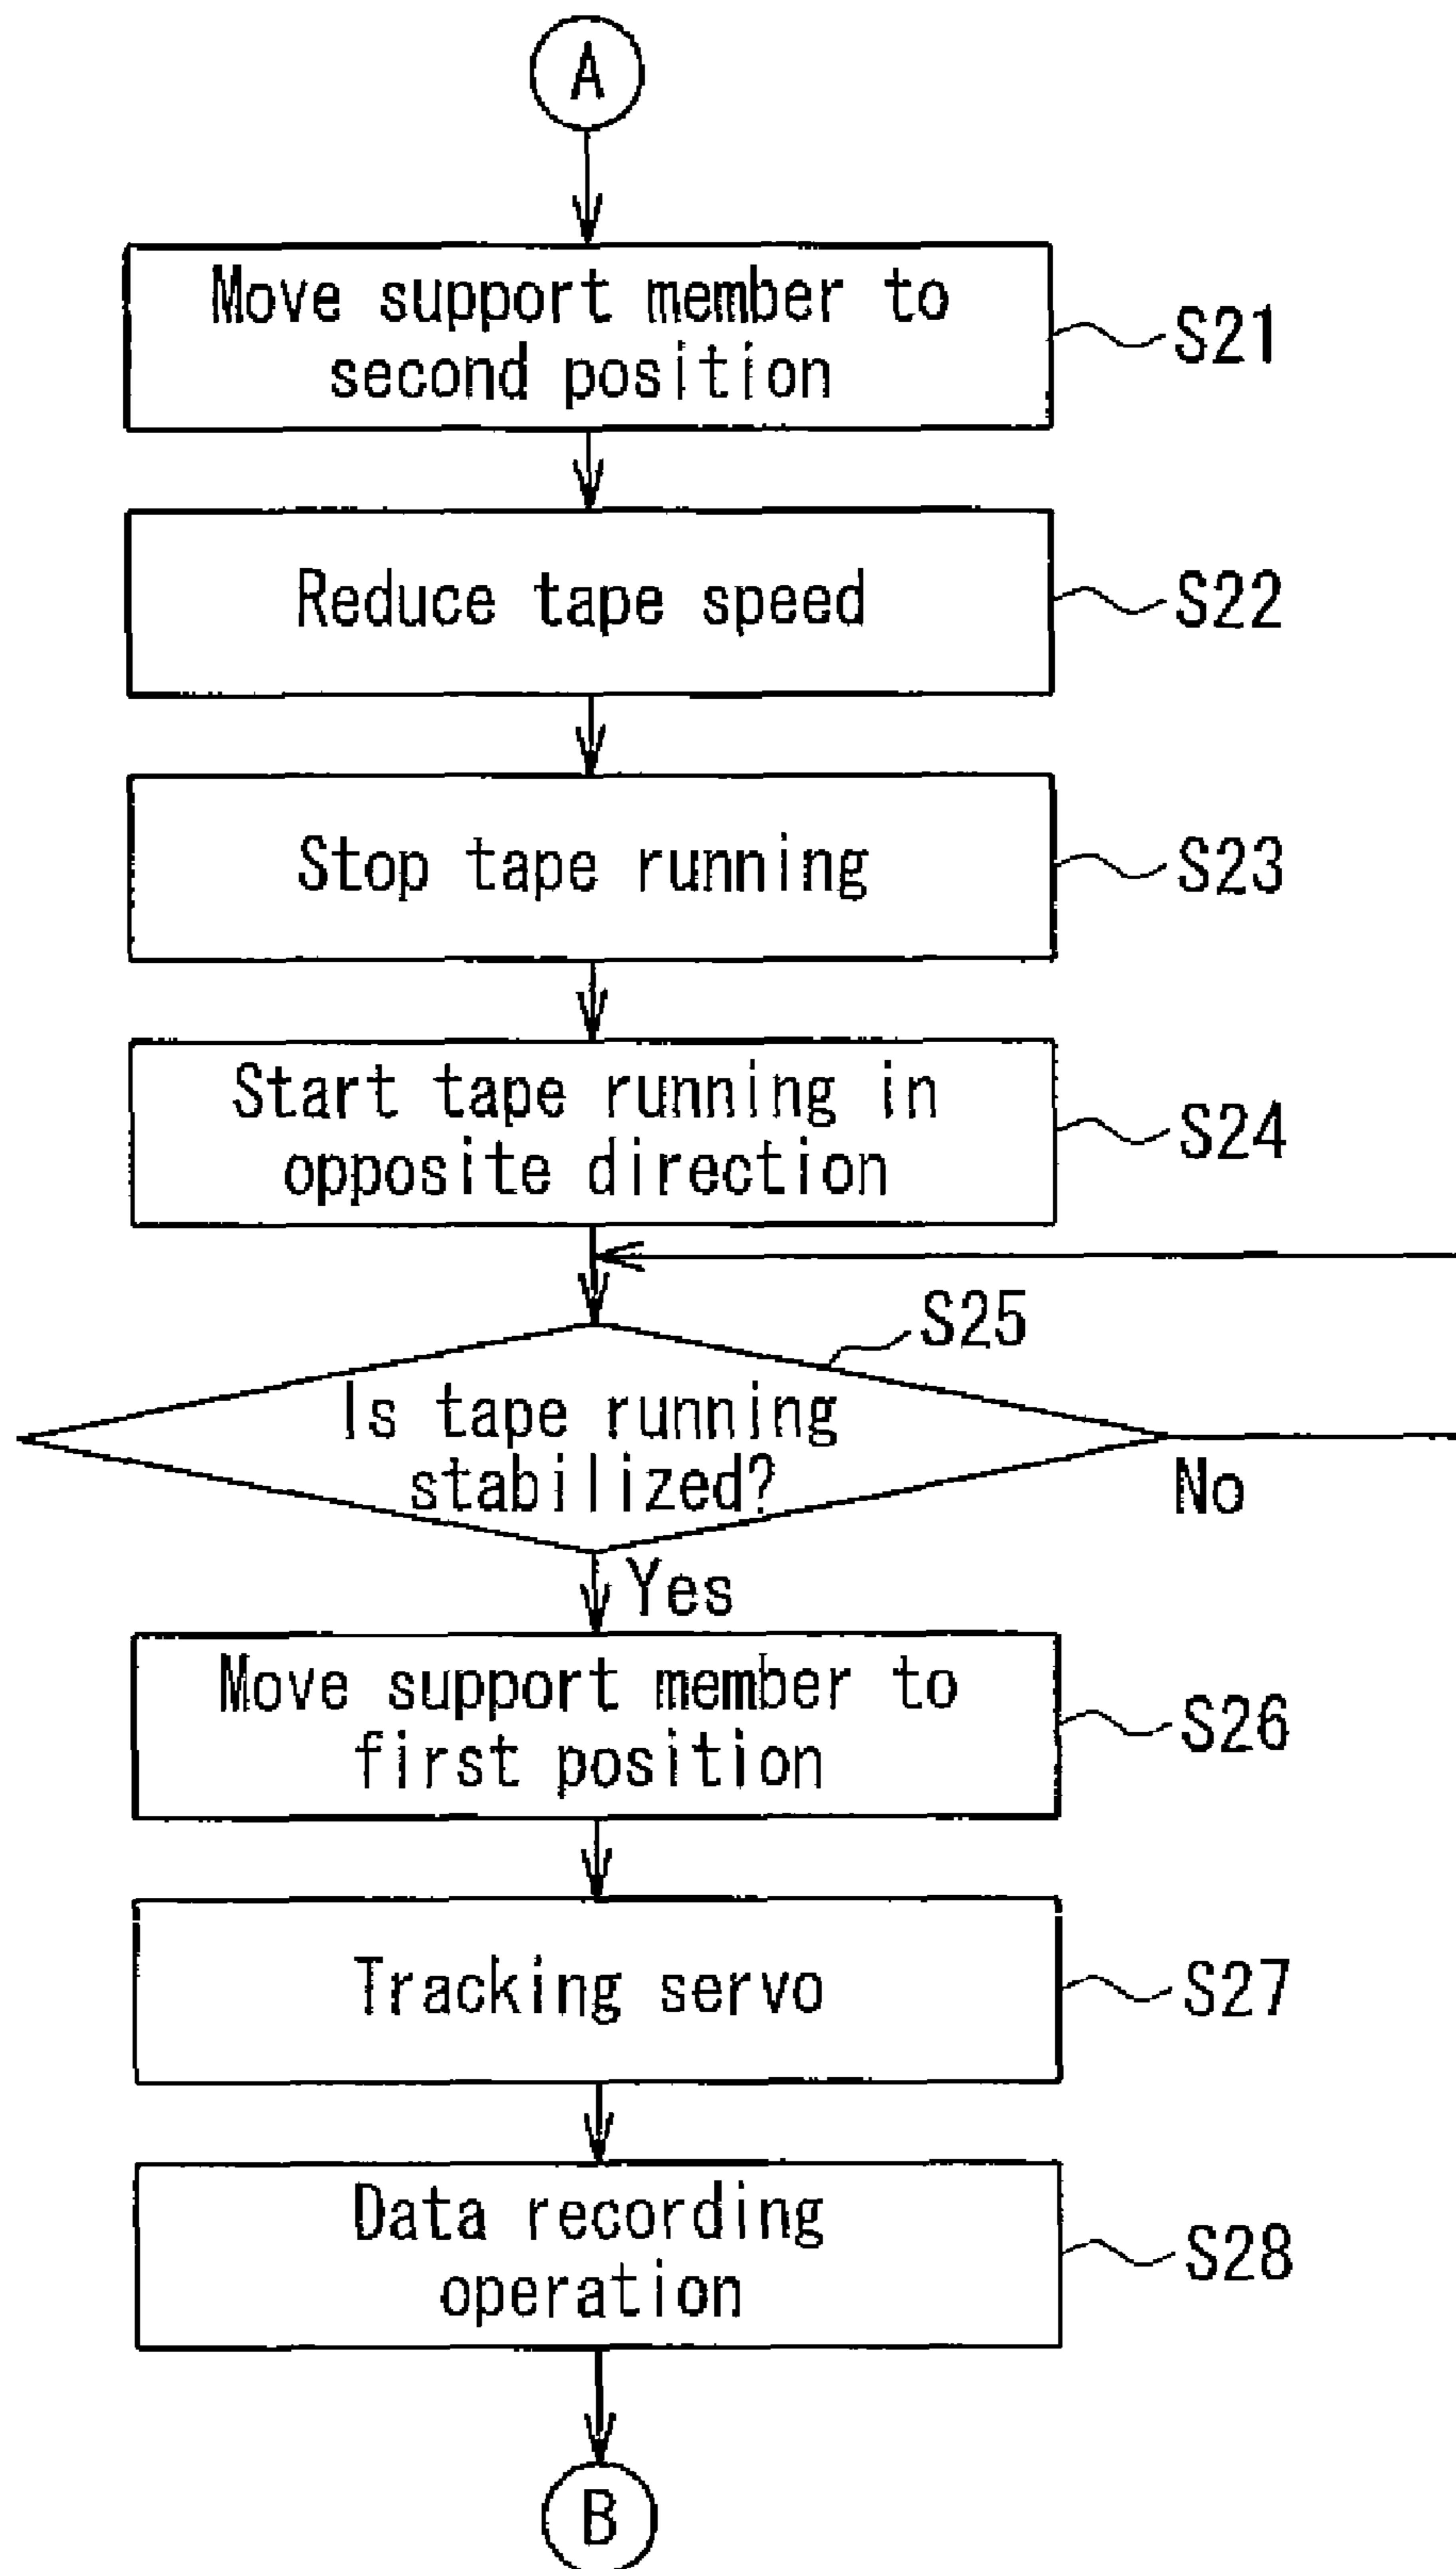 A
Move support member to
second position
S21
Reduce tape speed
S22
Stop tape running
S23
Start tape running in
opposite direction
S24
S25
Is tape running
stabilized?
No
Yes
Move support member to
first position
S26
Tracking servo
S27
Data recording
operation
S28
B